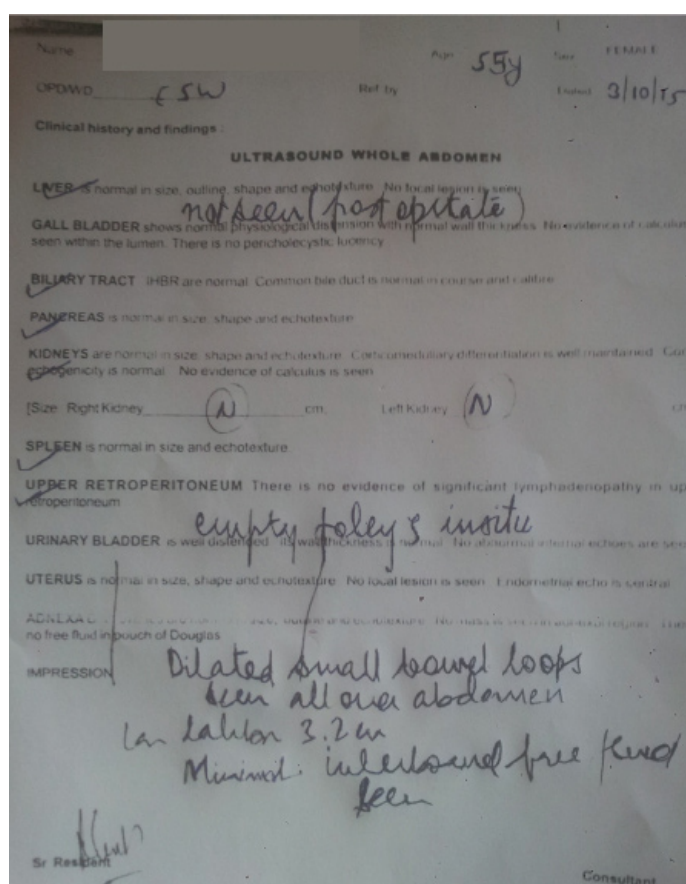 Name Age 55y Sex FEMALE
OPD/WD ESW Ref by Dated 3/10/15
Clinical history and findings :
ULTRASOUND WHOLE ABDOMEN
LIVER is normal in size, outline, shape and echotexture. No focal lesion is seen
not seen (post opstate)
GALL BLADDER shows normal physiological distension with normal wall thickness. No evidence of calculus
seen within the lumen. There is no pericholecystic lucency
BILIARY TRACT IHBR are normal. Common bile duct is normal in course and calibre
PANCREAS is normal in size, shape and echotexture
KIDNEYS are normal in size, shape and echotexture. Corticomedullary differentiation is well maintained. Cor
echogenicity is normal. No evidence of calculus is seen
[Size: Right Kidney N cm, Left Kidney N cm
SPLEEN is normal in size and echotexture
UPPER RETROPERITONEUM There is no evidence of significant lymphadenopathy in up
retroperitoneum
empty foley's insitu
URINARY BLADDER is well distended. Its wall thickness is normal. No abnormal internal echoes are see
UTERUS is normal in size, shape and echotexture. No focal lesion is seen. Endometrial echo is central
no free fluid in pouch of Douglas
IMPRESSION Dilated small bowel loops
seen all over abdomen
3.2 cm
Minimal interbowel free fluid
seen
Sr Resident
Consultant